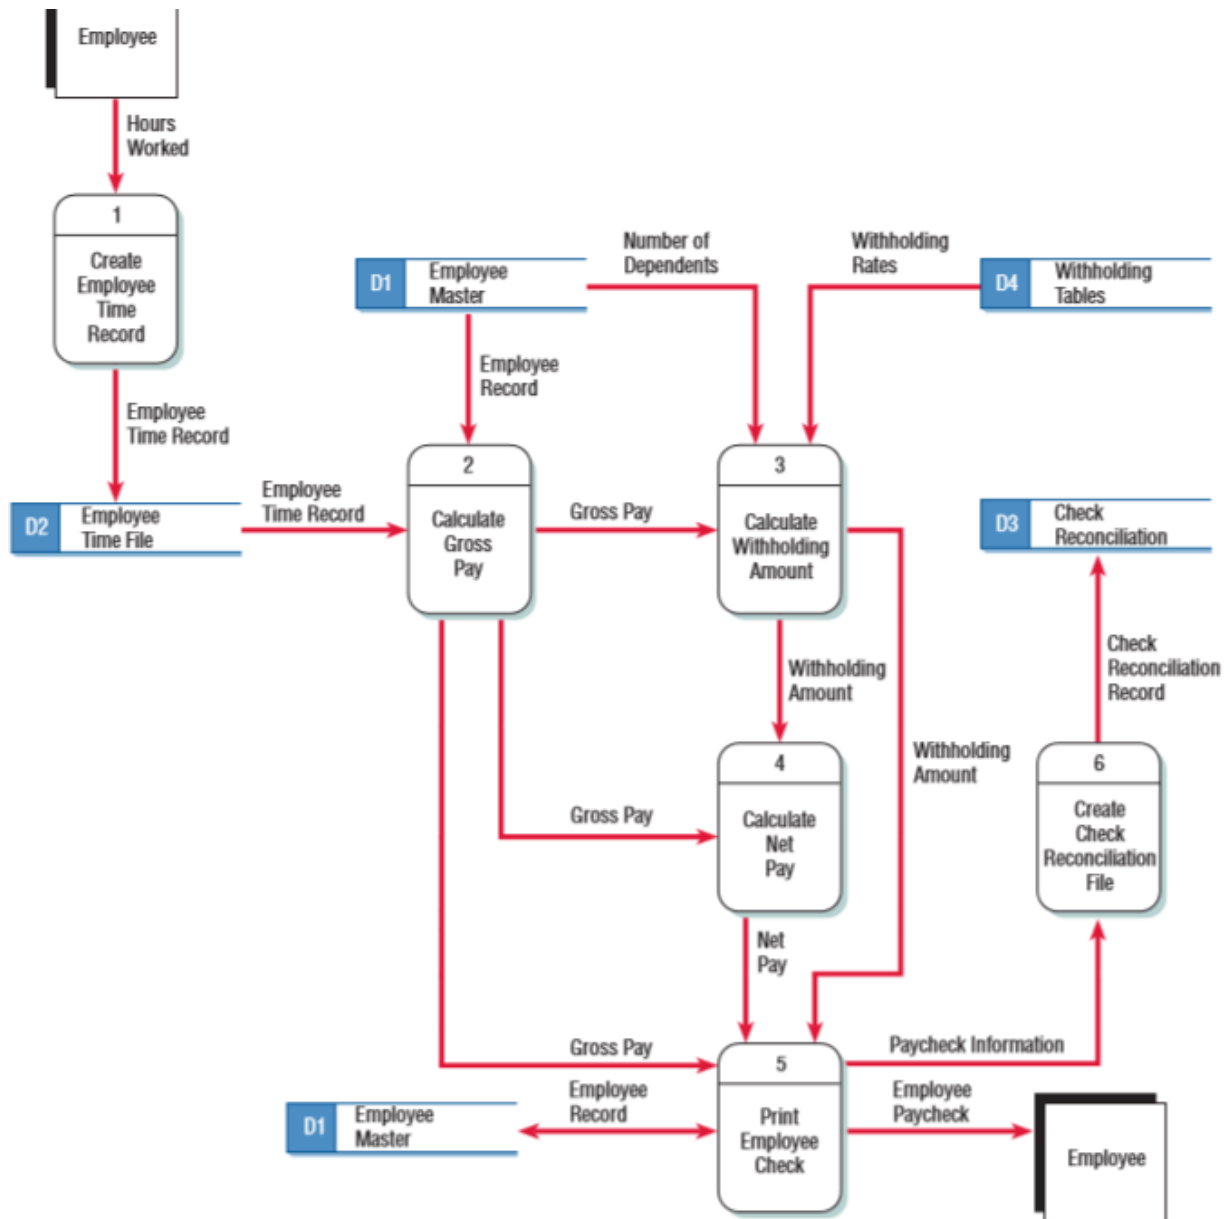 Employee
Hours
Worked
1
Create
Employee
Time
Record
Number of
Dependents
Withholding
Rates
D1
Employee
Master
D4
Withholding
Tables
Employee
Record
Employee
Time Record
2
Calculate
Gross
Pay
3
Calculate
Withholding
Amount
D2
Employee
Time File
Employee
Time Record
Gross Pay
D3
Check
Reconciliation
Withholding
Amount
Check
Reconciliation
Record
Withholding
Amount
4
Calculate
Net
Pay
6
Create
Check
Reconciliation
File
Gross Pay
Net
Pay
Gross Pay
Paycheck Information
5
Print
Employee
Check
D1
Employee
Master
Employee
Record
Employee
Paycheck
Employee